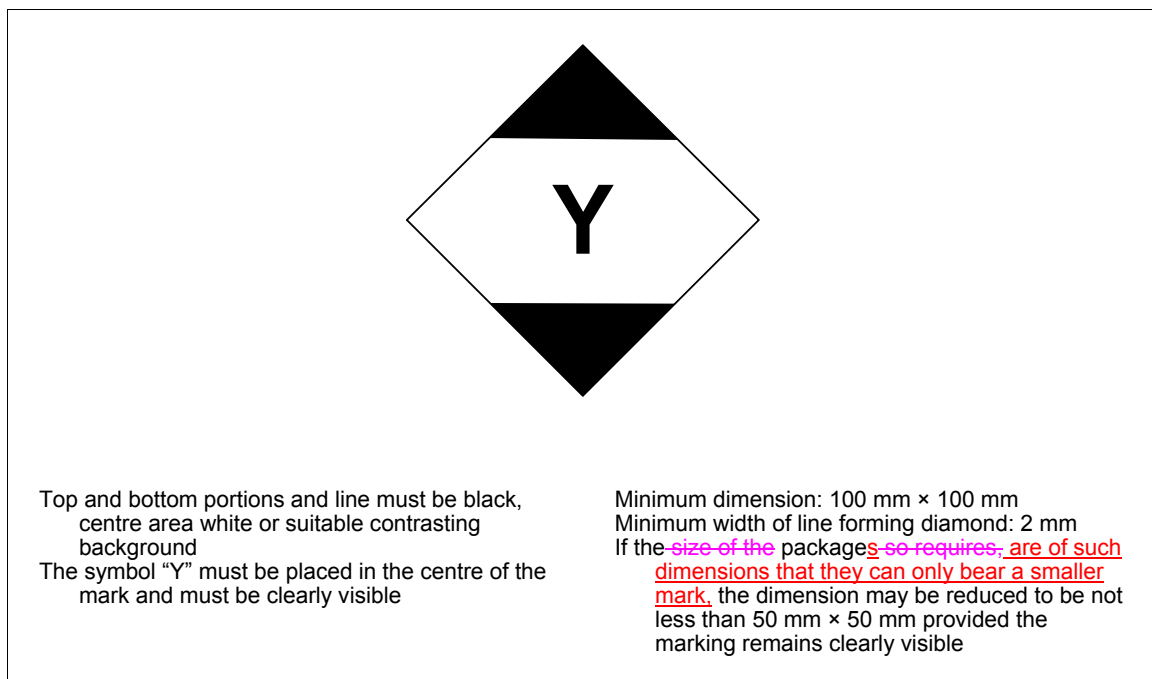 Y
Top and bottom portions and line must be black,
centre area white or suitable contrasting
background
The symbol “Y” must be placed in the centre of the
mark and must be clearly visible
Minimum dimension: 100 mm × 100 mm
Minimum width of line forming diamond: 2 mm
If the size of the packages so requires, are of such
dimensions that they can only bear a smaller
mark, the dimension may be reduced to be not
less than 50 mm × 50 mm provided the
marking remains clearly visible